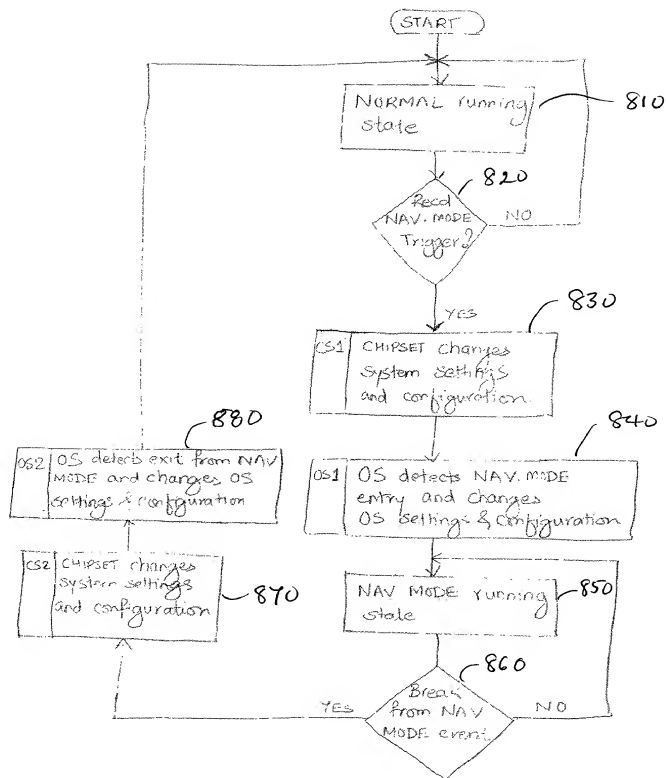 START
NORMAL running
state
810
820
Recd
NAV. MODE
Trigger?
NO
YES
830
CS1
CHIPSET changes
system settings
and configuration.
880
840
OS2
OS detects exit from NAV
MODE and changes OS
settings & configuration
OS1
OS detects NAV. MODE
entry and changes
OS settings & configuration
CS2
CHIPSET changes
system settings
and configuration
870
NAV MODE running
state
850
860
Break
from NAV
MODE event
YES
NO